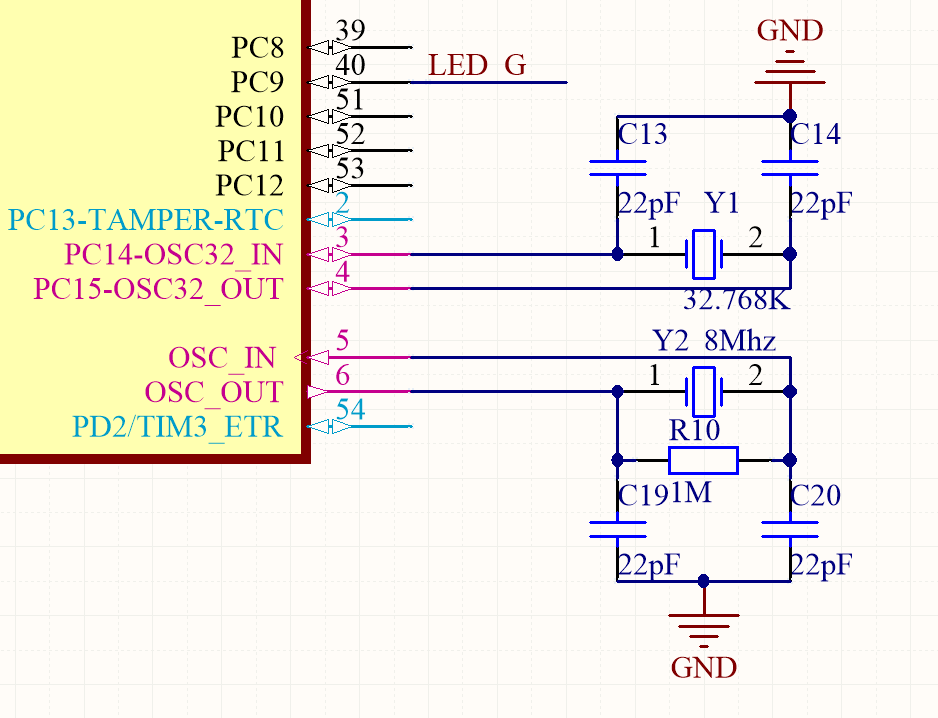 39
PC8
40
PC9
LED_G
51
PC10
52
PC11
53
PC12
2
PC13-TAMPER-RTC
3
PC14-OSC32_IN
4
PC15-OSC32_OUT
5
OSC_IN
6
OSC_OUT
54
PD2/TIM3_ETR
GND
C13
C14
22pF
Y1
22pF
1
2
32.768K
Y2 8Mhz
1
2
R10
C19
1M
C20
22pF
22pF
GND